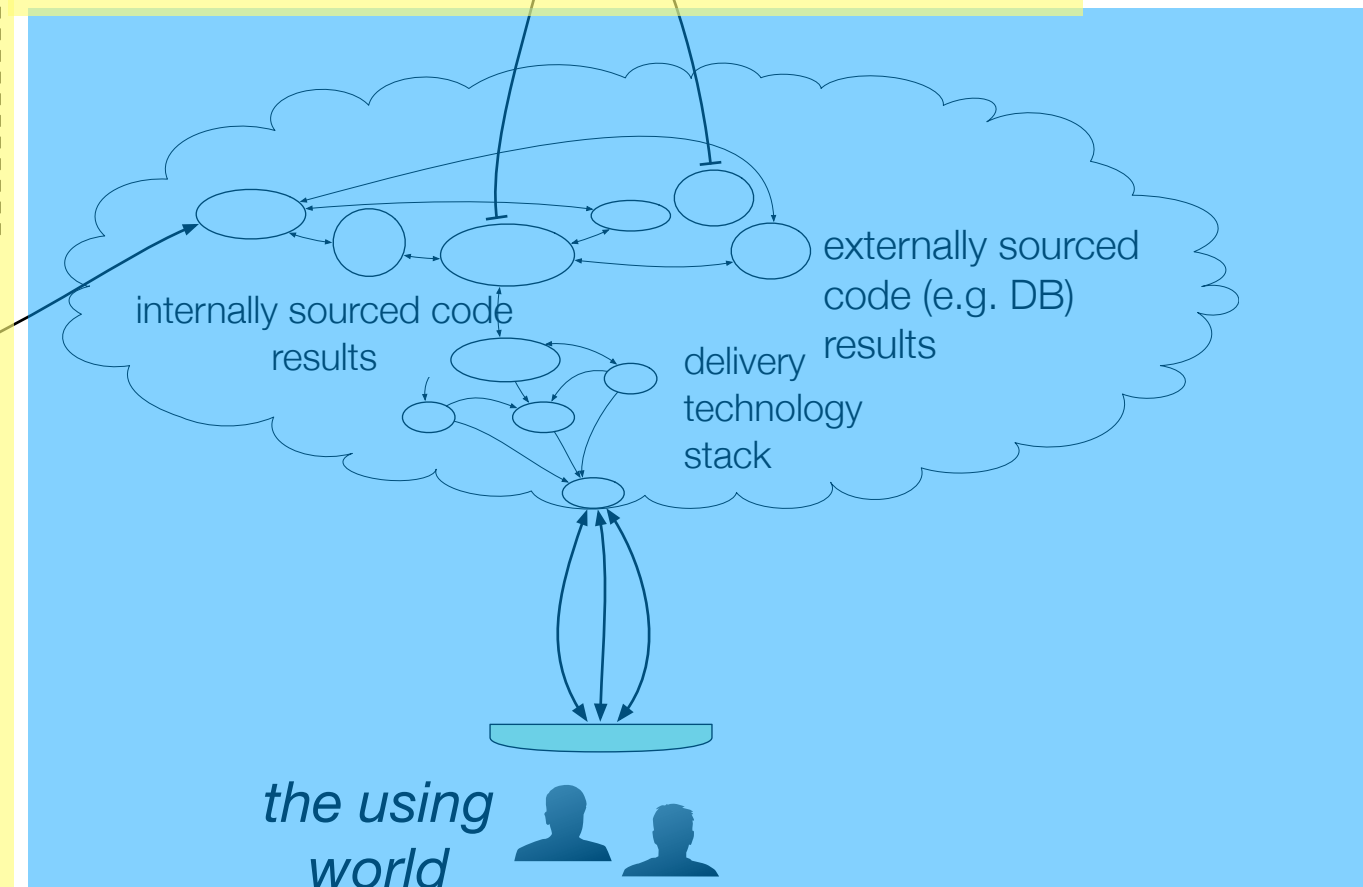 externally sourced
code (e.g. DB)
results
internally sourced code
results
delivery
technology
stack
the using
world